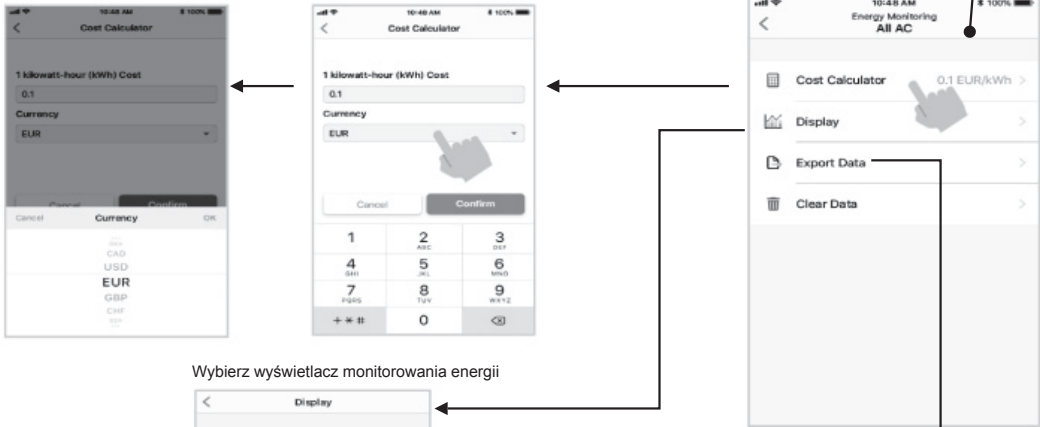 10:48 AM
100%
Cost Calculator
1 kilowatt-hour (kWh) Cost
0.1
Currency
EUR
Cancel
Confirm
Cancel
Currency
OK
CAD
USD
EUR
GBP
CHF
10:48 AM
100%
Cost Calculator
1 kilowatt-hour (kWh) Cost
0.1
Currency
EUR
Cancel
Confirm
1
2
ABC
3
DEF
4
GHI
5
JKL
6
MNO
7
PQRS
8
TUV
9
WXYZ
+ * #
0
10:48 AM
100%
Energy Monitoring
All AC
Cost Calculator
0.1 EUR/kWh
Display
Export Data
Clear Data
Wybierz wyświetlacz monitorowania energii
Display